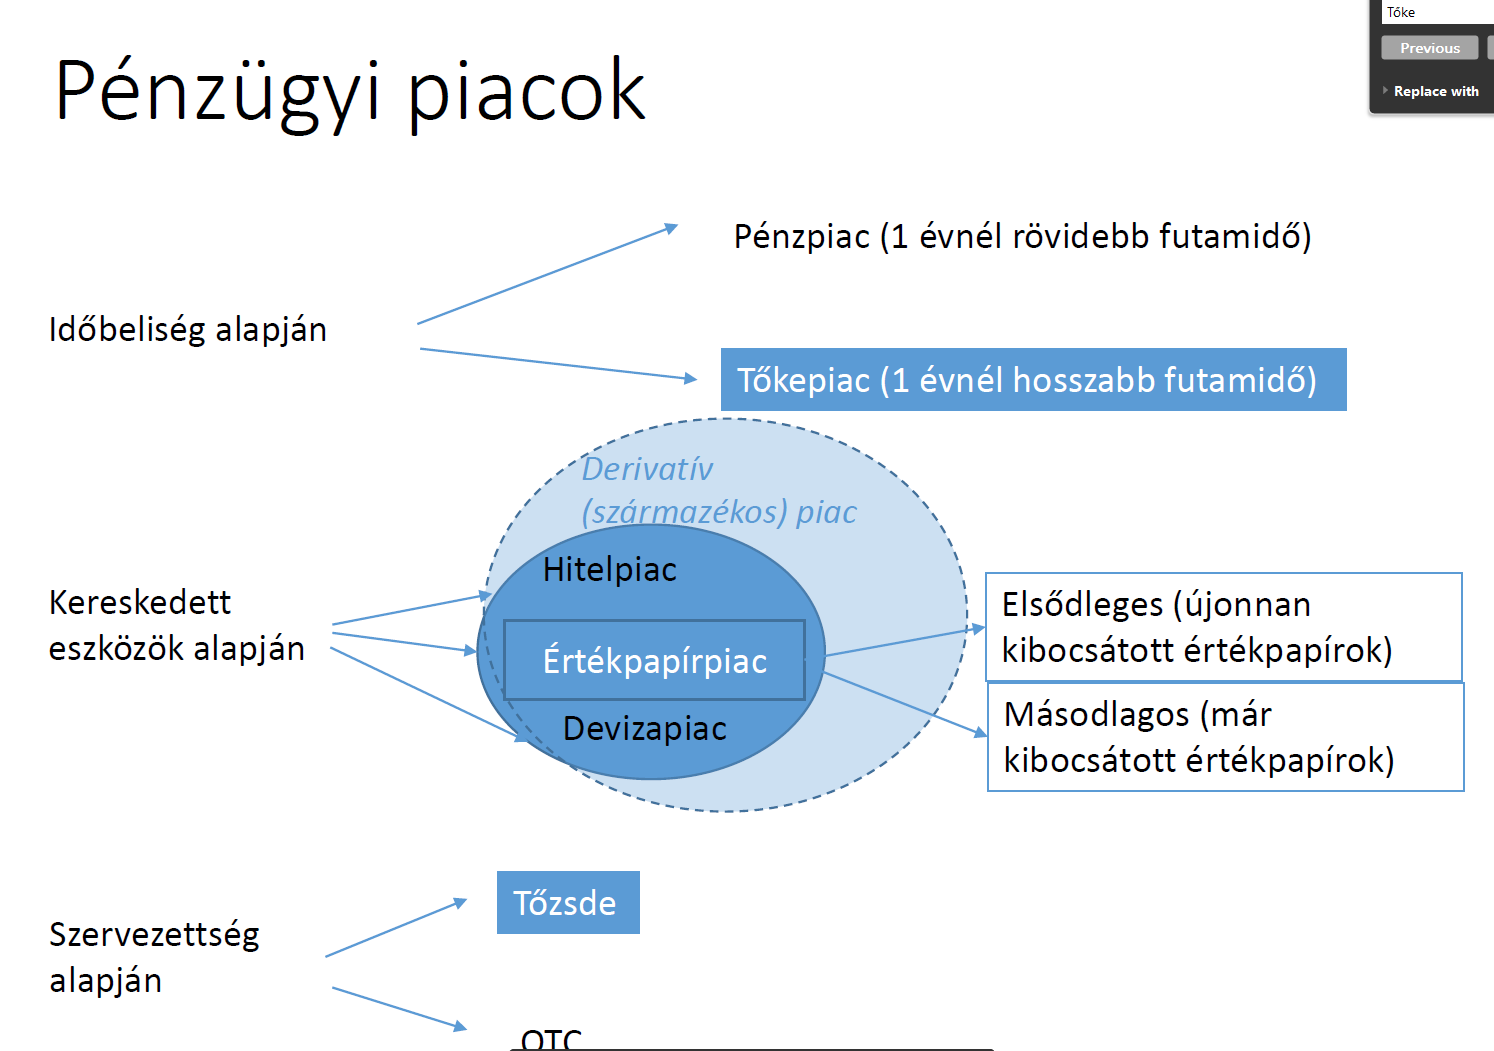 Tőke
Previous
Replace with
Pénzügyi piacok
Pénzpiac (1 évnél rövidebb futamidő)
Időbeliség alapján
Tőkepiac (1 évnél hosszabb futamidő)
Derivatív
(származékos) piac
Hitelpiac
Kereskedett
eszközök alapján
Értékpapírpiac
Devizapiac
Elsődleges (újonnan
kibocsátott értékpapírok)
Másodlagos (már
kibocsátott értékpapírok)
Tőzsde
Szervezettség
alapján
OTC